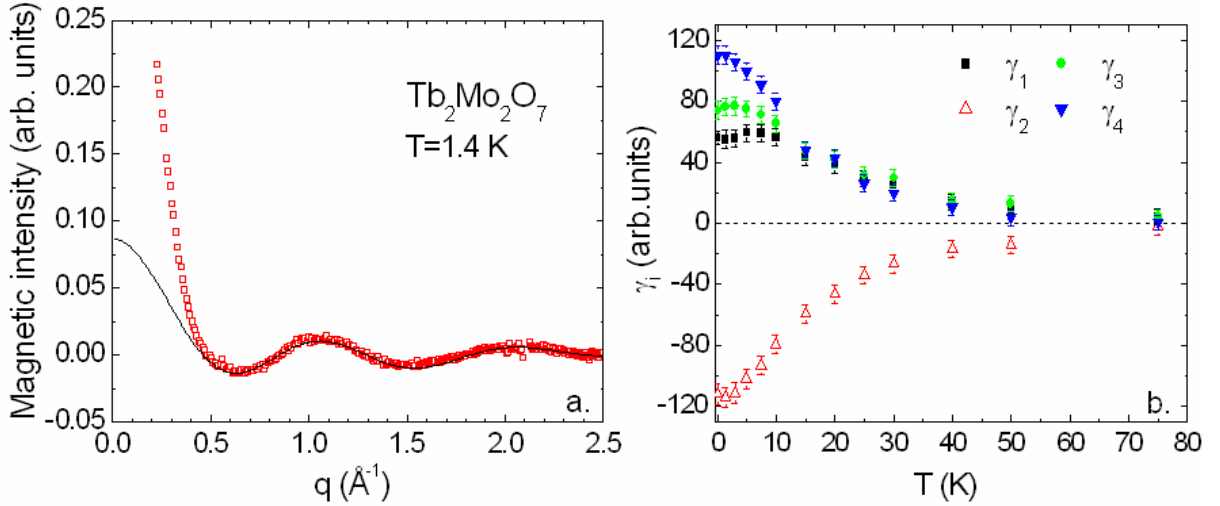 Magnetic intensity (arb. units)
0.25
0.20
0.15
0.10
0.05
0.00
-0.05
Tb₂Mo₂O₇
T=1.4 K
a.
0.0 0.5 1.0 1.5 2.0 2.5
q (Å⁻¹)
γᵢ (arb.units)
120
80
40
0
-40
-80
-120
γ₁ γ₃
γ₂ γ₄
b.
0 10 20 30 40 50 60 70 80
T (K)